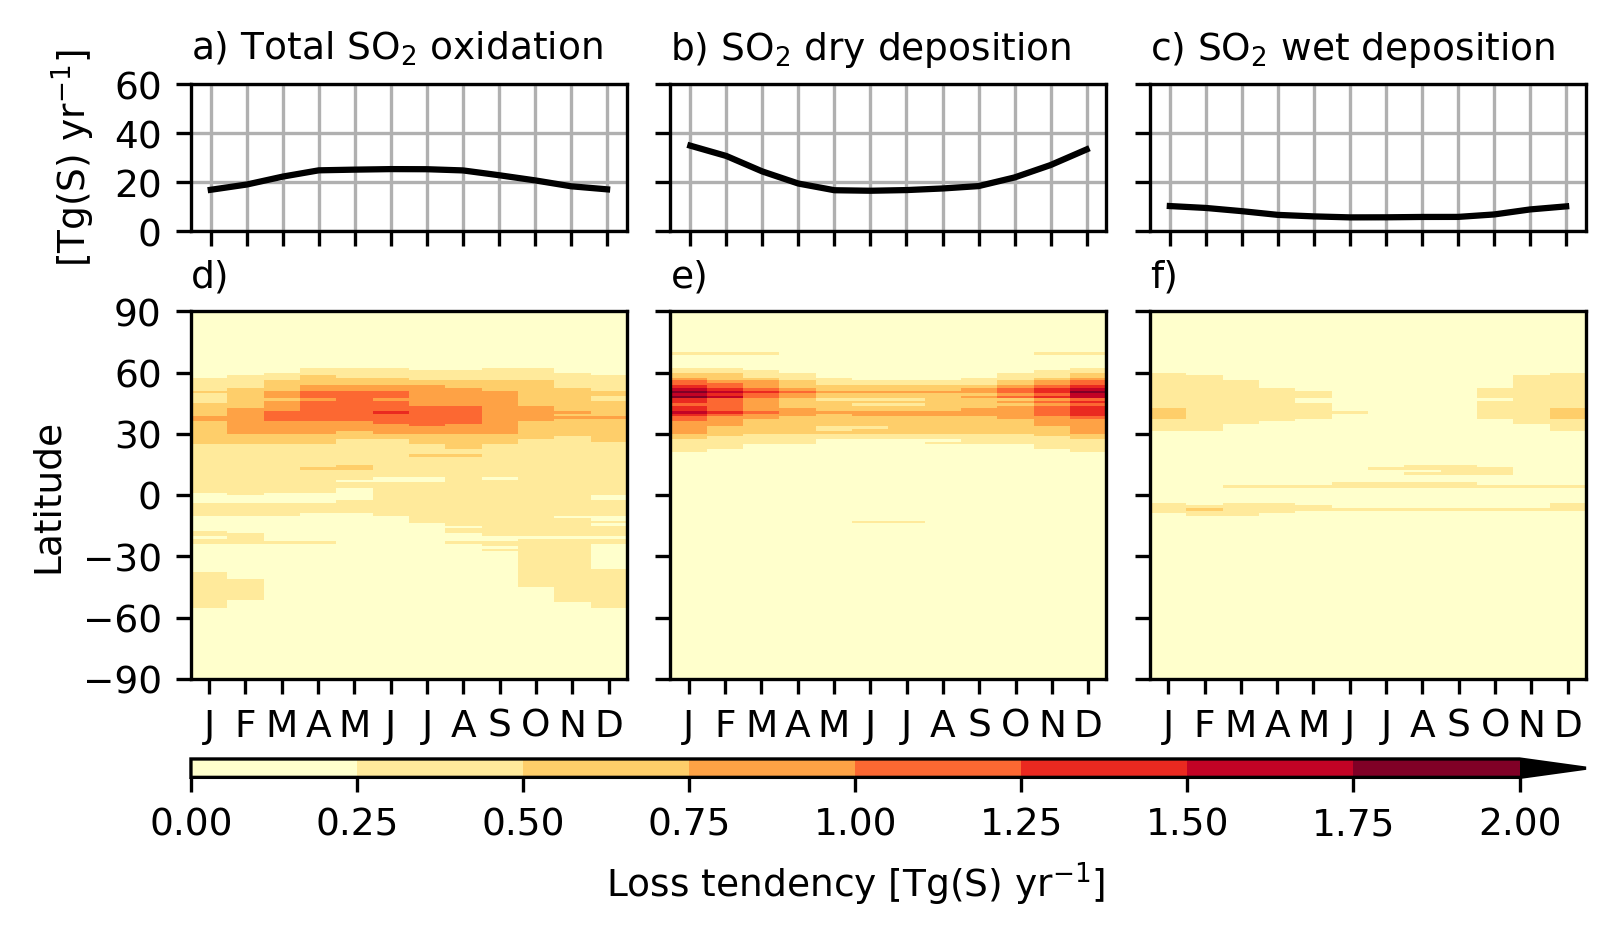 a) Total SO₂ oxidation
b) SO₂ dry deposition
c) SO₂ wet deposition
[Tg(S) yr⁻¹]
60
40
20
0
d)
e)
f)
Latitude
90
60
30
0
−30
−60
−90
J F M A M J J A S O N D
J F M A M J J A S O N D
J F M A M J J A S O N D
0.00 0.25 0.50 0.75 1.00 1.25 1.50 1.75 2.00
Loss tendency [Tg(S) yr⁻¹]